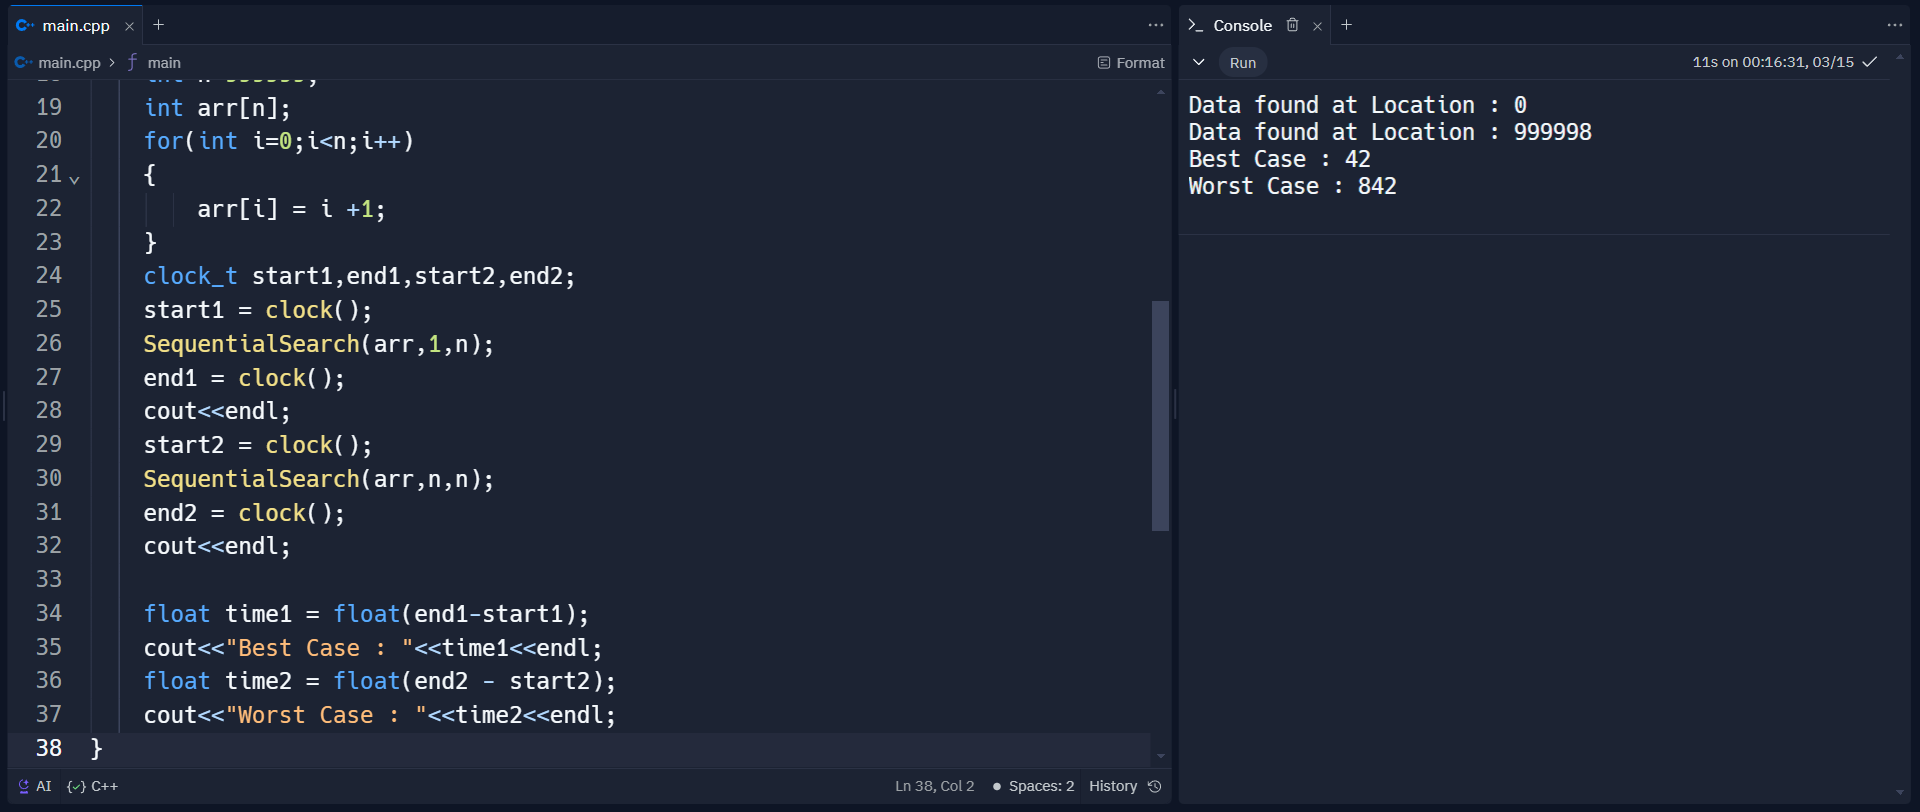 main.cpp
main.cpp > main
Format
19 int arr[n];
20 for(int i=0;i<n;i++)
21 {
22 arr[i] = i +1;
23 }
24 clock_t start1,end1,start2,end2;
25 start1 = clock();
26 SequentialSearch(arr,1,n);
27 end1 = clock();
28 cout<<endl;
29 start2 = clock();
30 SequentialSearch(arr,n,n);
31 end2 = clock();
32 cout<<endl;
33
34 float time1 = float(end1-start1);
35 cout<<"Best Case : "<<time1<<endl;
36 float time2 = float(end2 - start2);
37 cout<<"Worst Case : "<<time2<<endl;
38 }
AI {✓} C++
Ln 38, Col 2 ● Spaces: 2 History
>_ Console
Run
11s on 00:16:31, 03/15 ✓
Data found at Location : 0
Data found at Location : 999998
Best Case : 42
Worst Case : 842